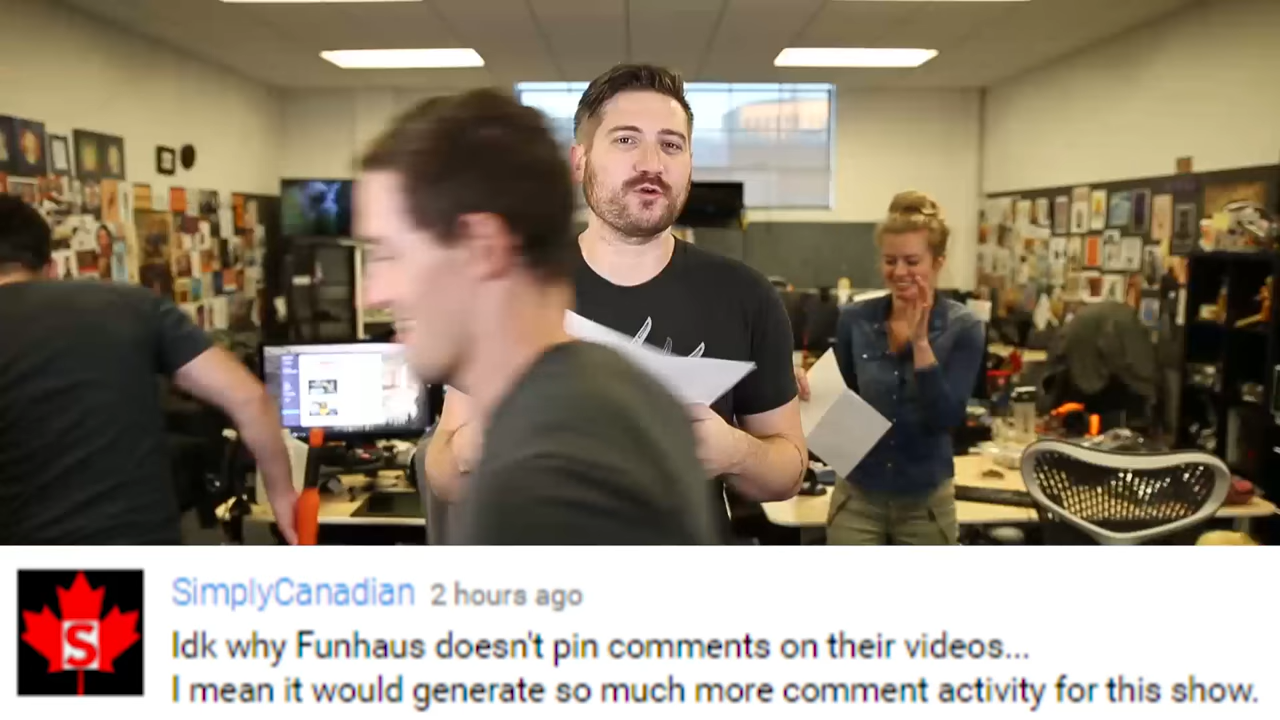 S
SimplyCanadian 2 hours ago
Idk why Funhaus doesn't pin comments on their videos...
I mean it would generate so much more comment activity for this show.